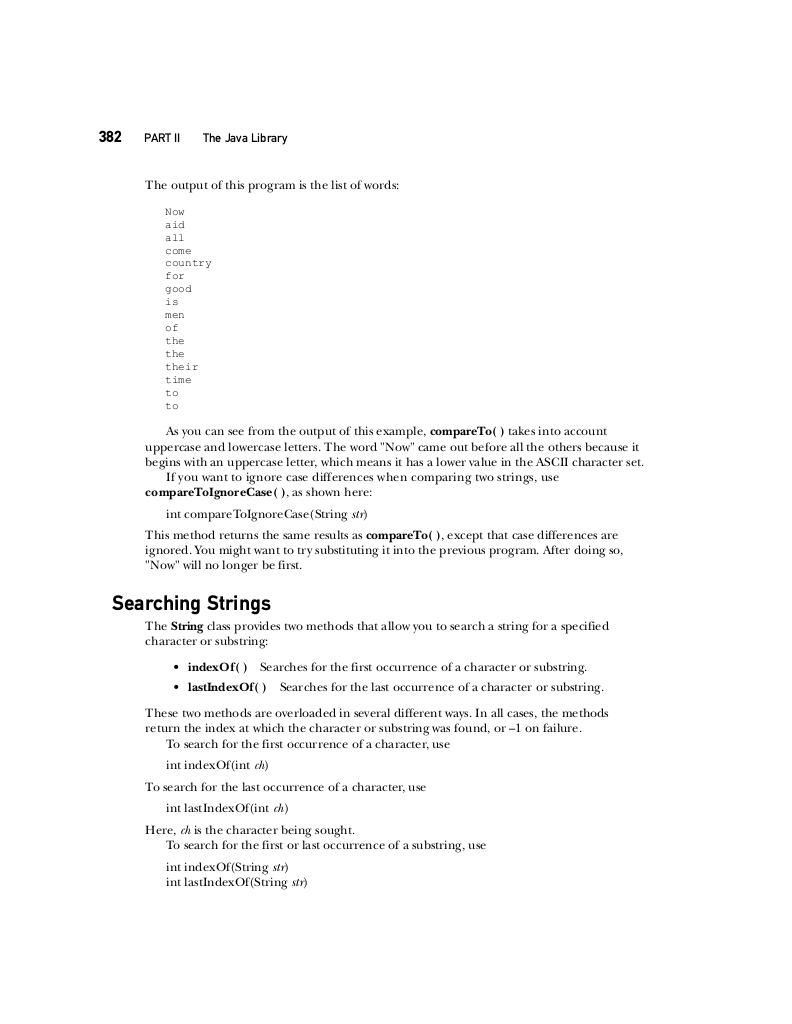 382 PART II The Java Library
The output of this program is the list of words:
Now
aid
all
come
country
for
good
is
men
of
the
the
their
time
to
to
As you can see from the output of this example, compareTo( ) takes into account
uppercase and lowercase letters. The word "Now" came out before all the others because it
begins with an uppercase letter, which means it has a lower value in the ASCII character set.
If you want to ignore case differences when comparing two strings, use
compareToIgnoreCase( ), as shown here:
int compareToIgnoreCase(String str)
This method returns the same results as compareTo( ), except that case differences are
ignored. You might want to try substituting it into the previous program. After doing so,
"Now" will no longer be first.
Searching Strings
The String class provides two methods that allow you to search a string for a specified
character or substring:
• indexOf( ) Searches for the first occurrence of a character or substring.
• lastIndexOf( ) Searches for the last occurrence of a character or substring.
These two methods are overloaded in several different ways. In all cases, the methods
return the index at which the character or substring was found, or –1 on failure.
To search for the first occurrence of a character, use
int indexOf(int ch)
To search for the last occurrence of a character, use
int lastIndexOf(int ch)
Here, ch is the character being sought.
To search for the first or last occurrence of a substring, use
int indexOf(String str)
int lastIndexOf(String str)